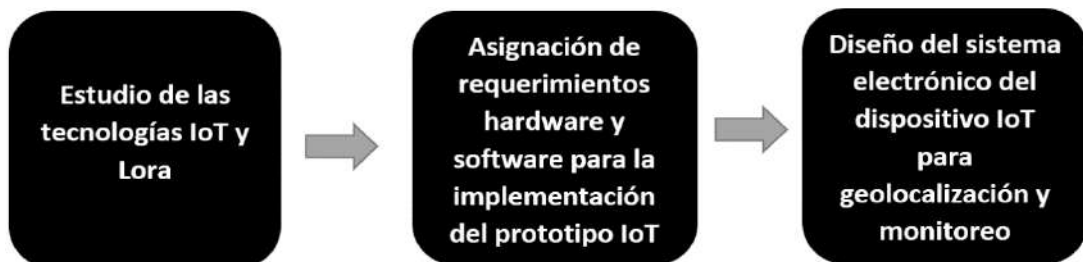 Estudio de las
tecnologías IoT y
Lora
Asignación de
requerimientos
hardware y
software para la
implementación
del prototipo IoT
Diseño del sistema
electrónico del
dispositivo IoT
para
geolocalización y
monitoreo